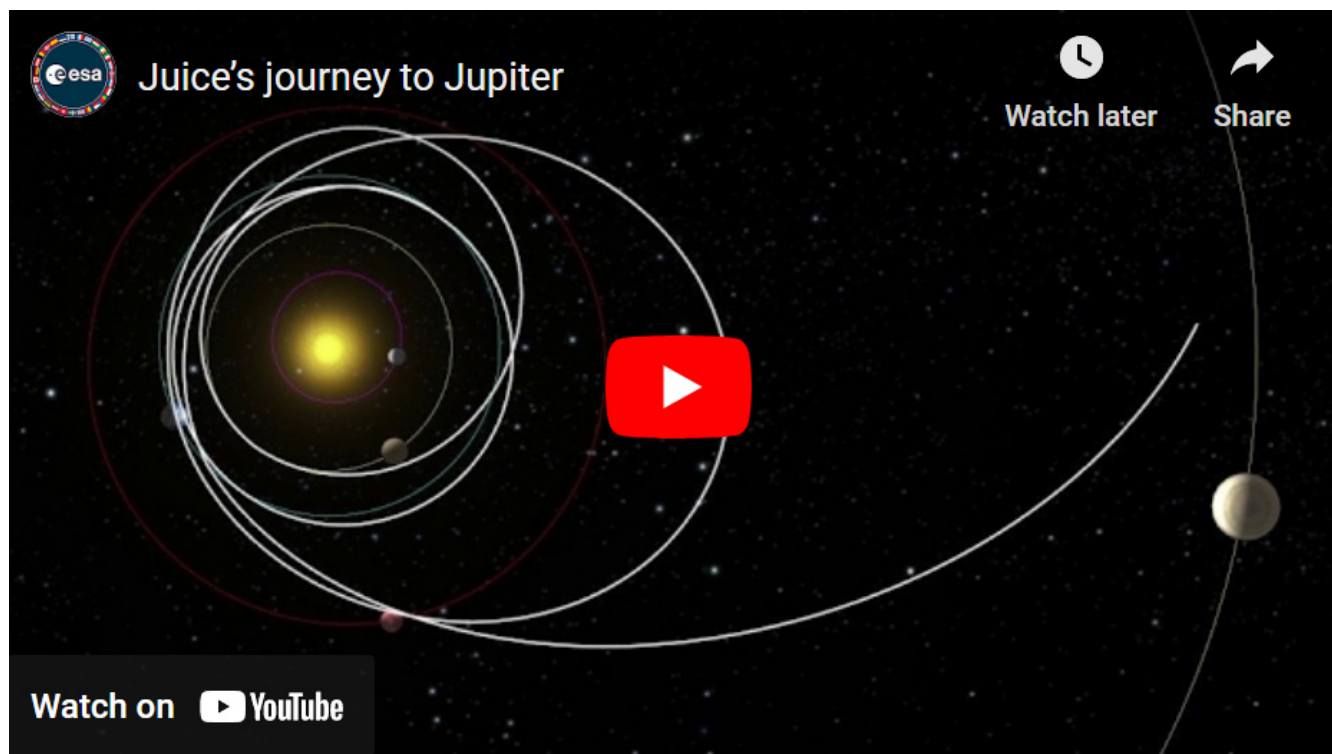 esa
Juice’s journey to Jupiter
Watch later
Share
Watch on YouTube